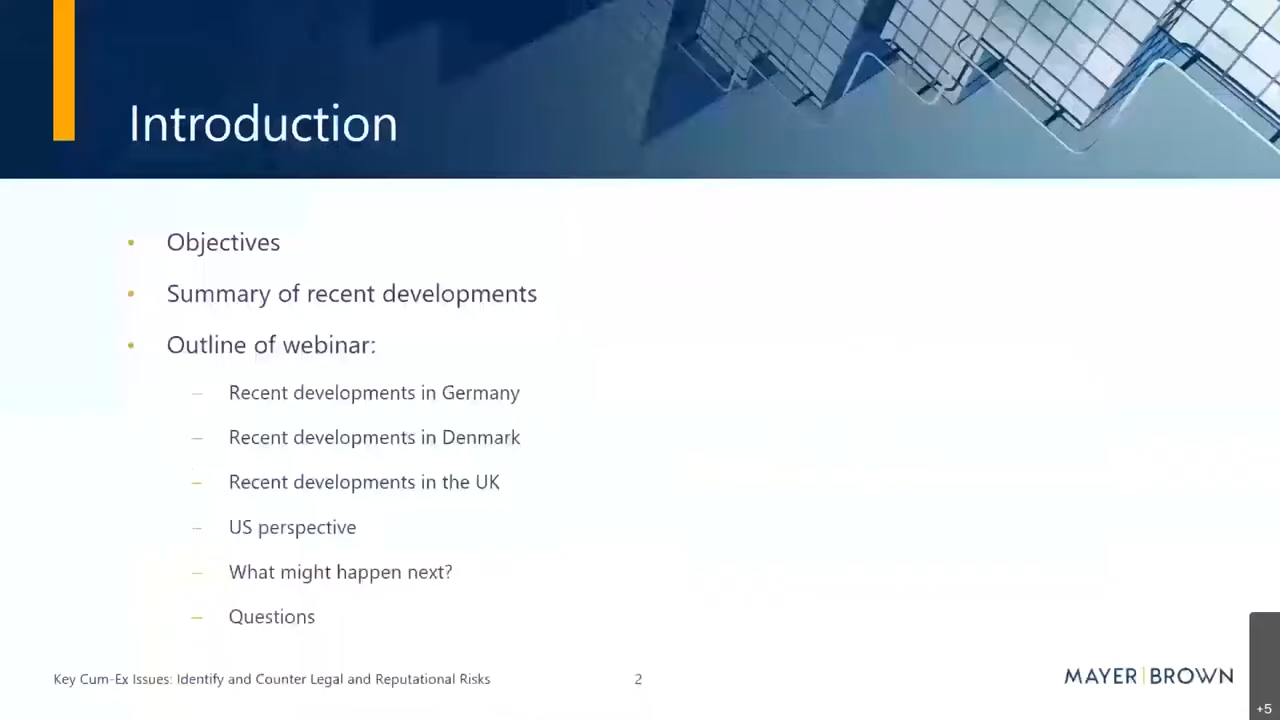 Introduction
• Objectives
• Summary of recent developments
• Outline of webinar:
– Recent developments in Germany
– Recent developments in Denmark
– Recent developments in the UK
– US perspective
– What might happen next?
– Questions
Key Cum-Ex Issues: Identify and Counter Legal and Reputational Risks
2
MAYER | BROWN
+5